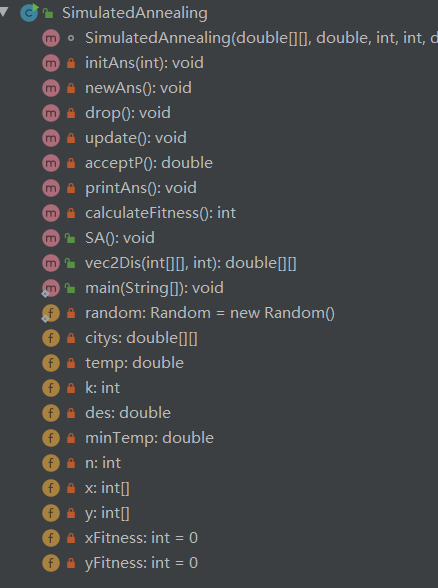 SimulatedAnnealing
SimulatedAnnealing(double[][], double, int, int, d
initAns(int): void
newAns(): void
drop(): void
update(): void
acceptP(): double
printAns(): void
calculateFitness(): int
SA(): void
vec2Dis(int[][], int): double[][]
main(String[]): void
random: Random = new Random()
citys: double[][]
temp: double
k: int
des: double
minTemp: double
n: int
x: int[]
y: int[]
xFitness: int = 0
yFitness: int = 0